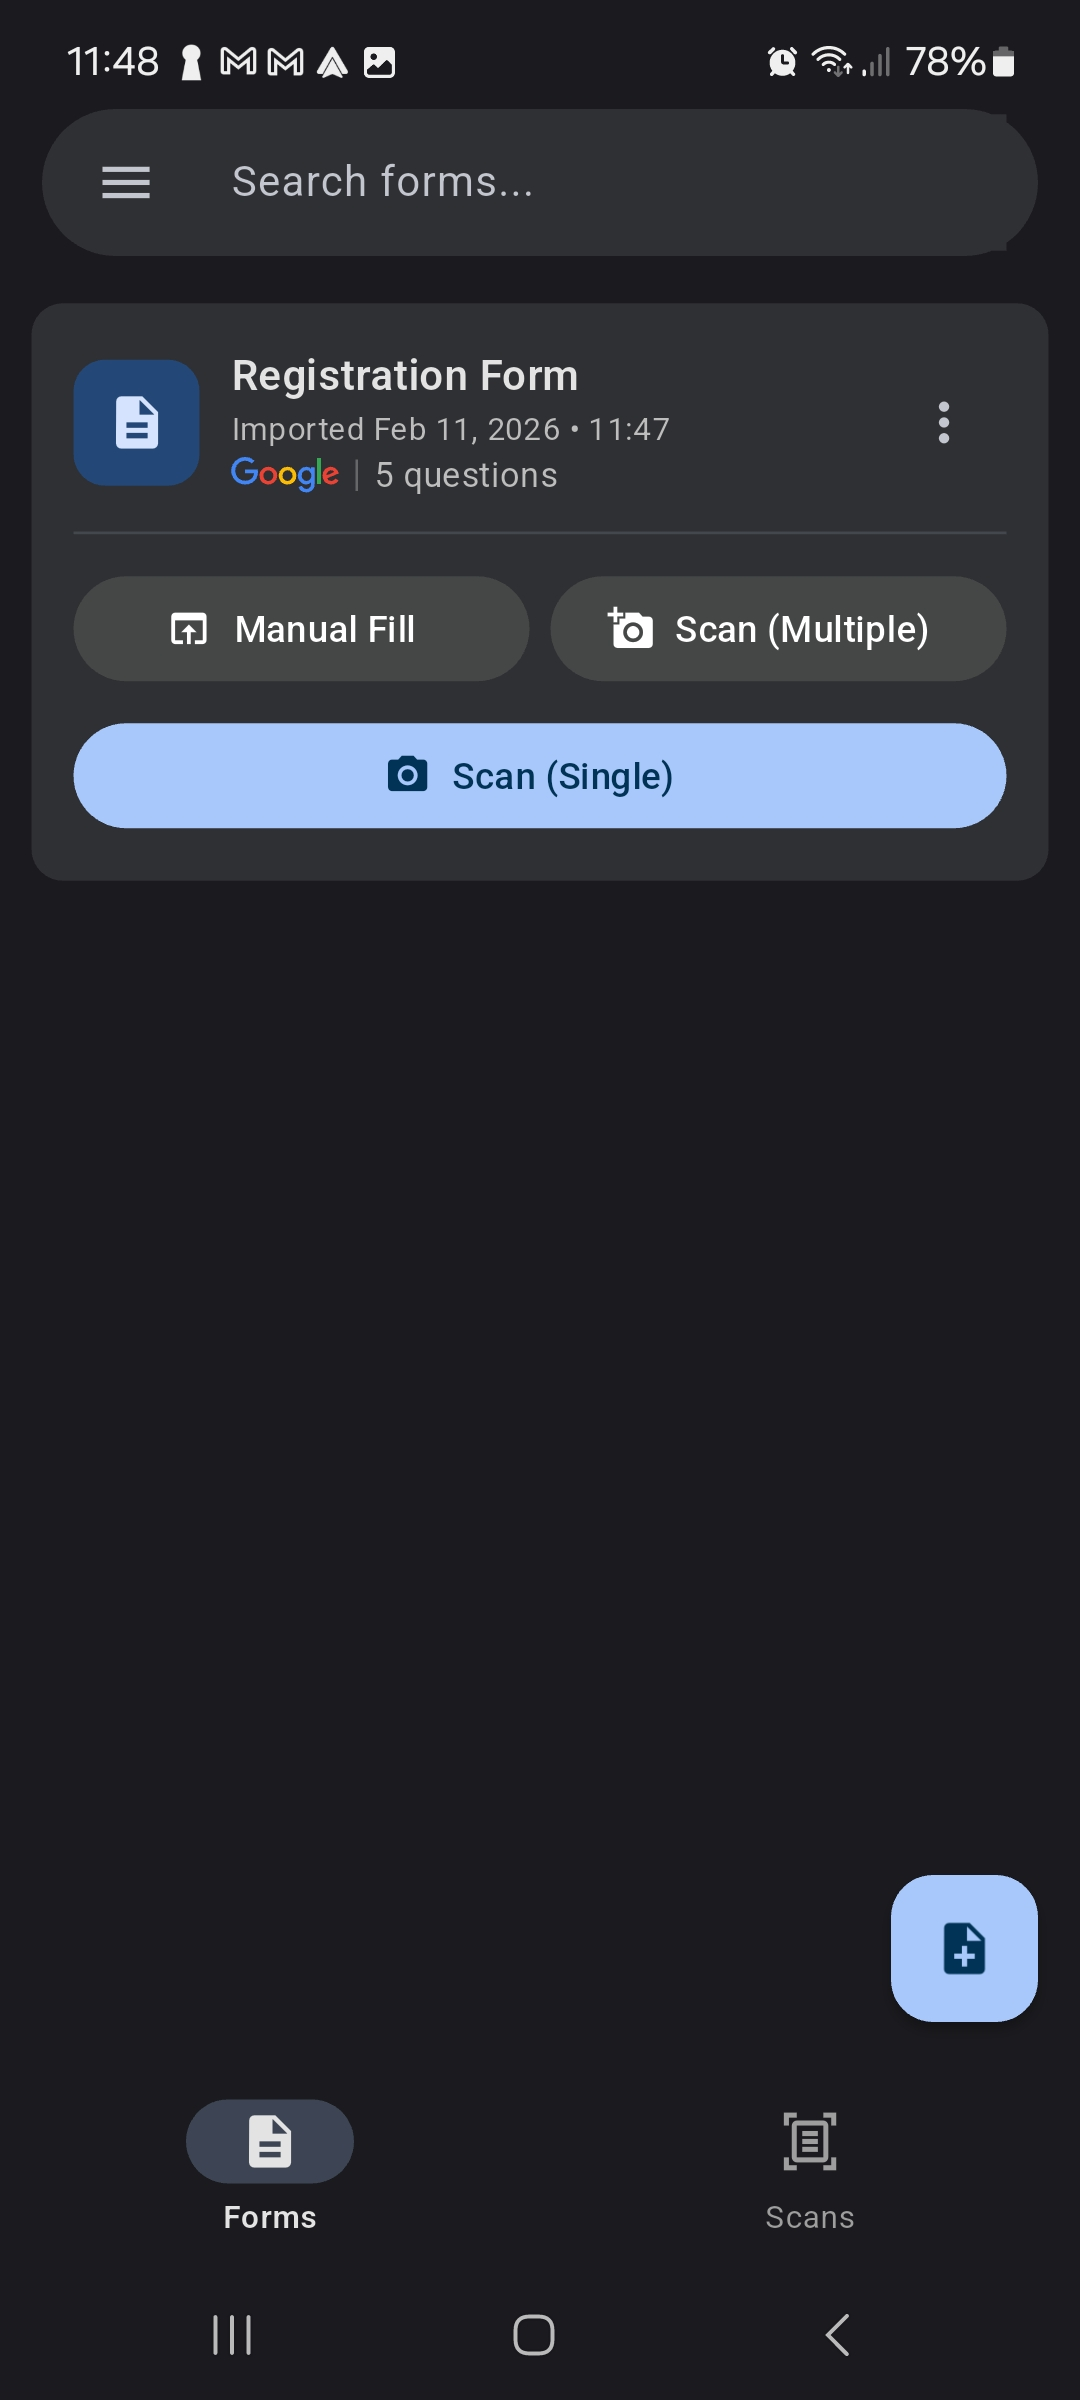 11:48 78%
Search forms...
Registration Form
Imported Feb 11, 2026 • 11:47
Google | 5 questions
Manual Fill
Scan (Multiple)
Scan (Single)
Forms
Scans